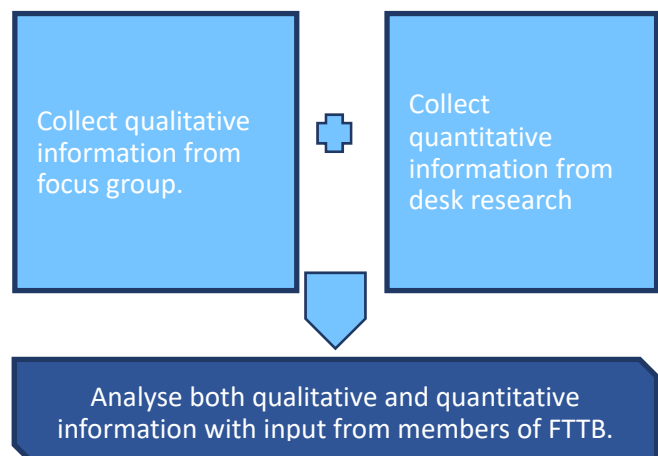 Collect qualitative
information from
focus group.
Collect
quantitative
information from
desk research
Analyse both qualitative and quantitative
information with input from members of FTTB.